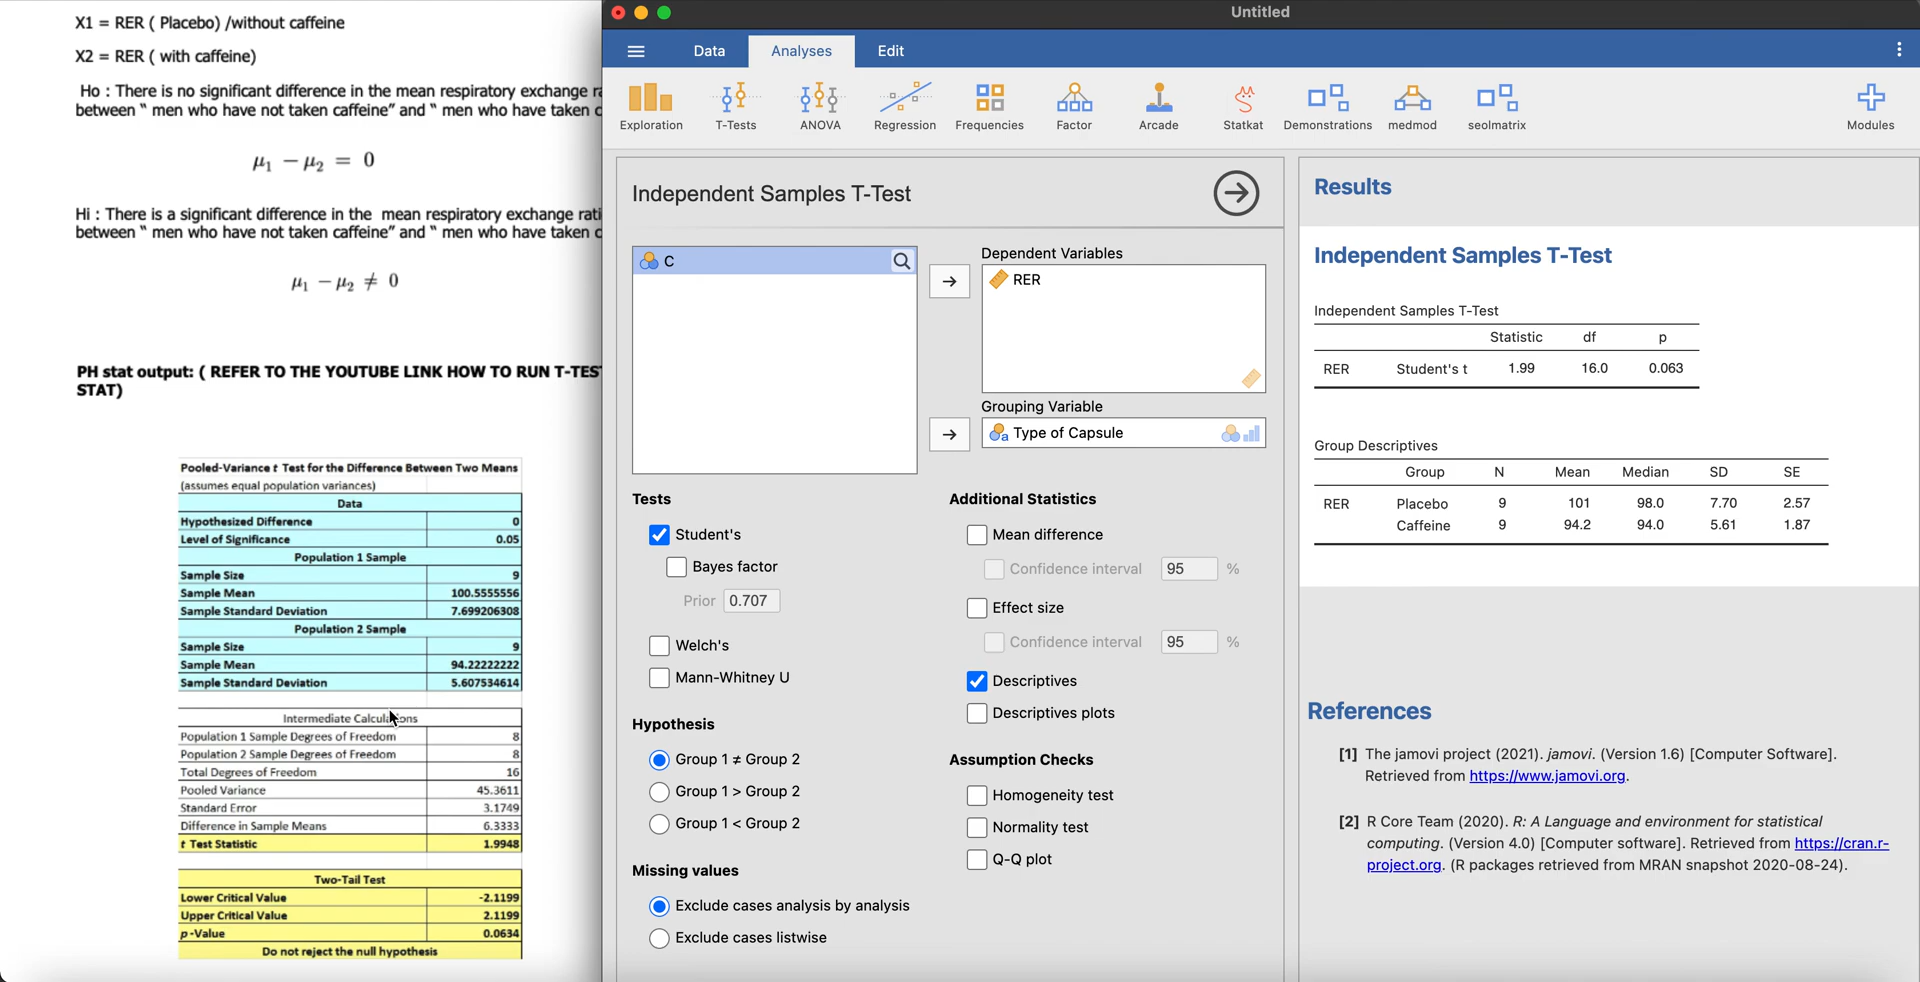 X1 = RER ( Placebo) /without caffeine
X2 = RER ( with caffeine)
Ho : There is no significant difference in the mean respiratory exchange ra
between “ men who have not taken caffeine” and “ men who have taken c
μ1 − μ2 = 0
Hi : There is a significant difference in the mean respiratory exchange rati
between “ men who have not taken caffeine” and “ men who have taken c
μ1 − μ2 ≠ 0
PH stat output: ( REFER TO THE YOUTUBE LINK HOW TO RUN T-TEST
STAT)
Pooled-Variance t Test for the Difference Between Two Means
(assumes equal population variances)
Data
Hypothesized Difference 0
Level of Significance 0.05
Population 1 Sample
Sample Size 9
Sample Mean 100.5555556
Sample Standard Deviation 7.699206308
Population 2 Sample
Sample Size 9
Sample Mean 94.22222222
Sample Standard Deviation 5.607534614
Intermediate Calculations
Population 1 Sample Degrees of Freedom 8
Population 2 Sample Degrees of Freedom 8
Total Degrees of Freedom 16
Pooled Variance 45.3611
Standard Error 3.1749
Difference in Sample Means 6.3333
t Test Statistic 1.9948
Two-Tail Test
Lower Critical Value -2.1199
Upper Critical Value 2.1199
p-Value 0.0634
Do not reject the null hypothesis
Untitled
Data Analyses Edit
Exploration T-Tests ANOVA Regression Frequencies Factor Arcade Statkat Demonstrations medmod seolmatrix Modules
Independent Samples T-Test
C
Dependent Variables
RER
Grouping Variable
a Type of Capsule
Tests
Student's
Bayes factor
Prior 0.707
Welch's
Mann-Whitney U
Hypothesis
Group 1 ≠ Group 2
Group 1 > Group 2
Group 1 < Group 2
Missing values
Exclude cases analysis by analysis
Exclude cases listwise
Additional Statistics
Mean difference
Confidence interval 95 %
Effect size
Confidence interval 95 %
Descriptives
Descriptives plots
Assumption Checks
Homogeneity test
Normality test
Q-Q plot
Results
Independent Samples T-Test
Independent Samples T-Test
Statistic df p
RER Student's t 1.99 16.0 0.063
Group Descriptives
Group N Mean Median SD SE
RER Placebo 9 101 98.0 7.70 2.57
Caffeine 9 94.2 94.0 5.61 1.87
References
[1] The jamovi project (2021). jamovi. (Version 1.6) [Computer Software].
Retrieved from https://www.jamovi.org.
[2] R Core Team (2020). R: A Language and environment for statistical
computing. (Version 4.0) [Computer software]. Retrieved from https://cran.r-
project.org. (R packages retrieved from MRAN snapshot 2020-08-24).